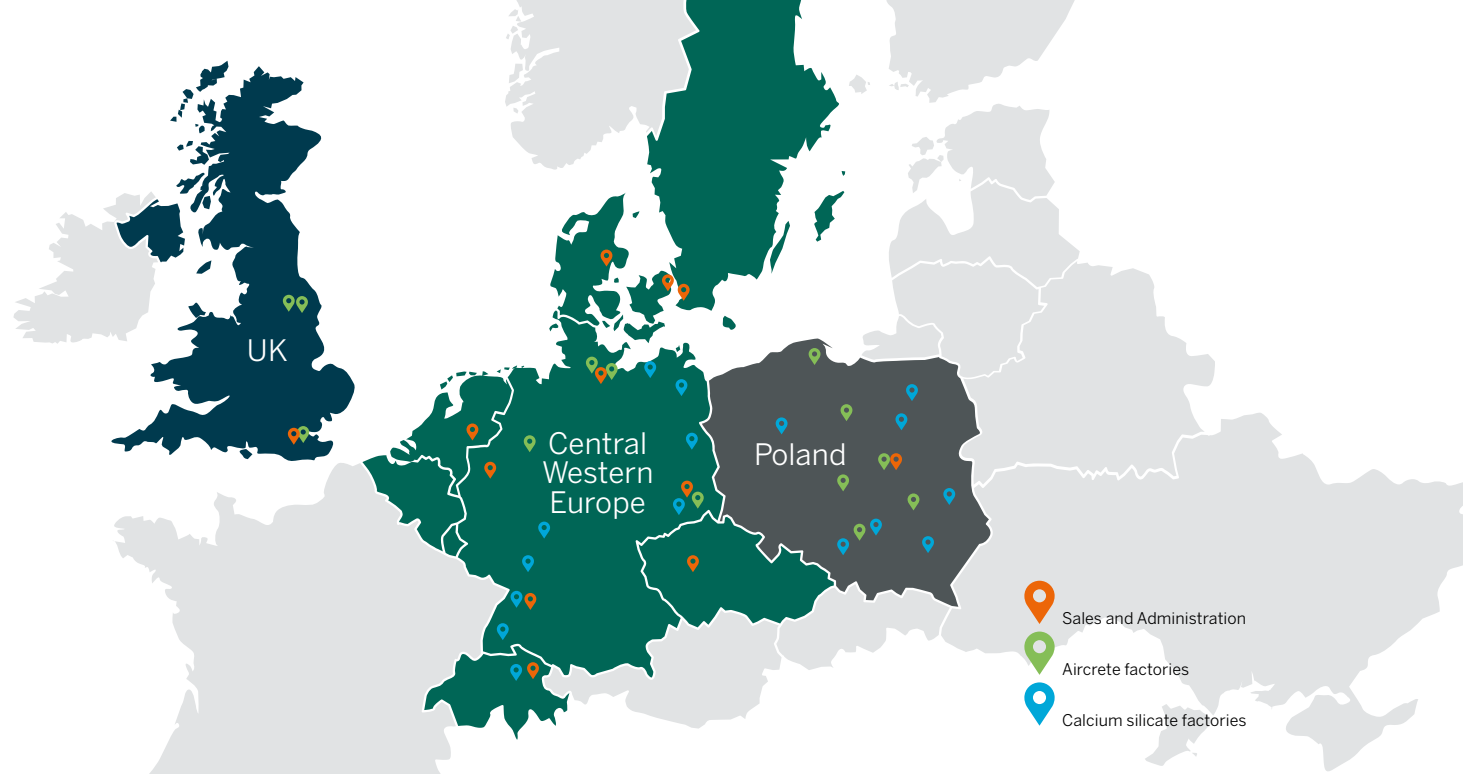 UK
Central
Western
Europe
Poland
Sales and Administration
Aircrete factories
Calcium silicate factories